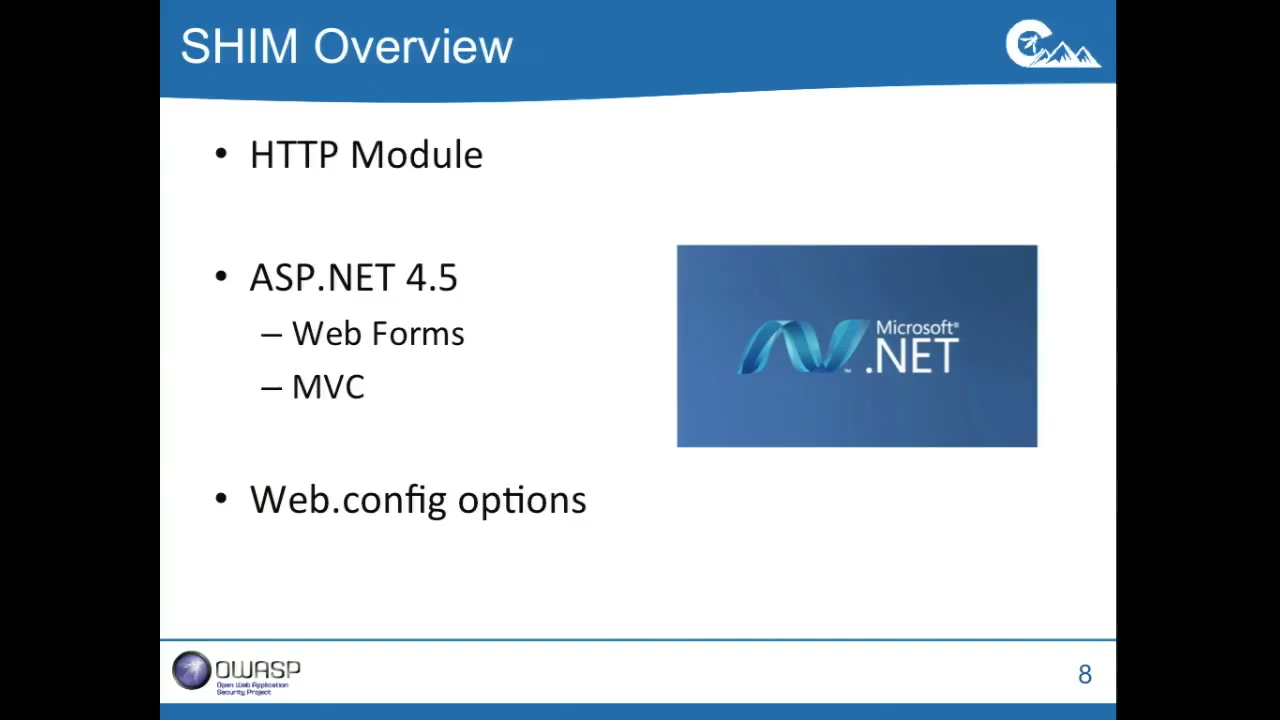 SHIM Overview
• HTTP Module
• ASP.NET 4.5
– Web Forms
– MVC
Microsoft®
.NET
™
• Web.config options
OWASP
Open Web Application
Security Project
8